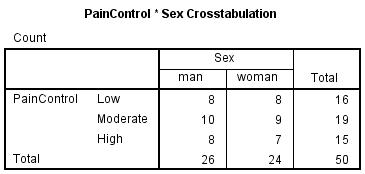 PainControl * Sex Crosstabulation
Count
Sex
man woman Total
PainControl Low 8 8 16
Moderate 10 9 19
High 8 7 15
Total 26 24 50